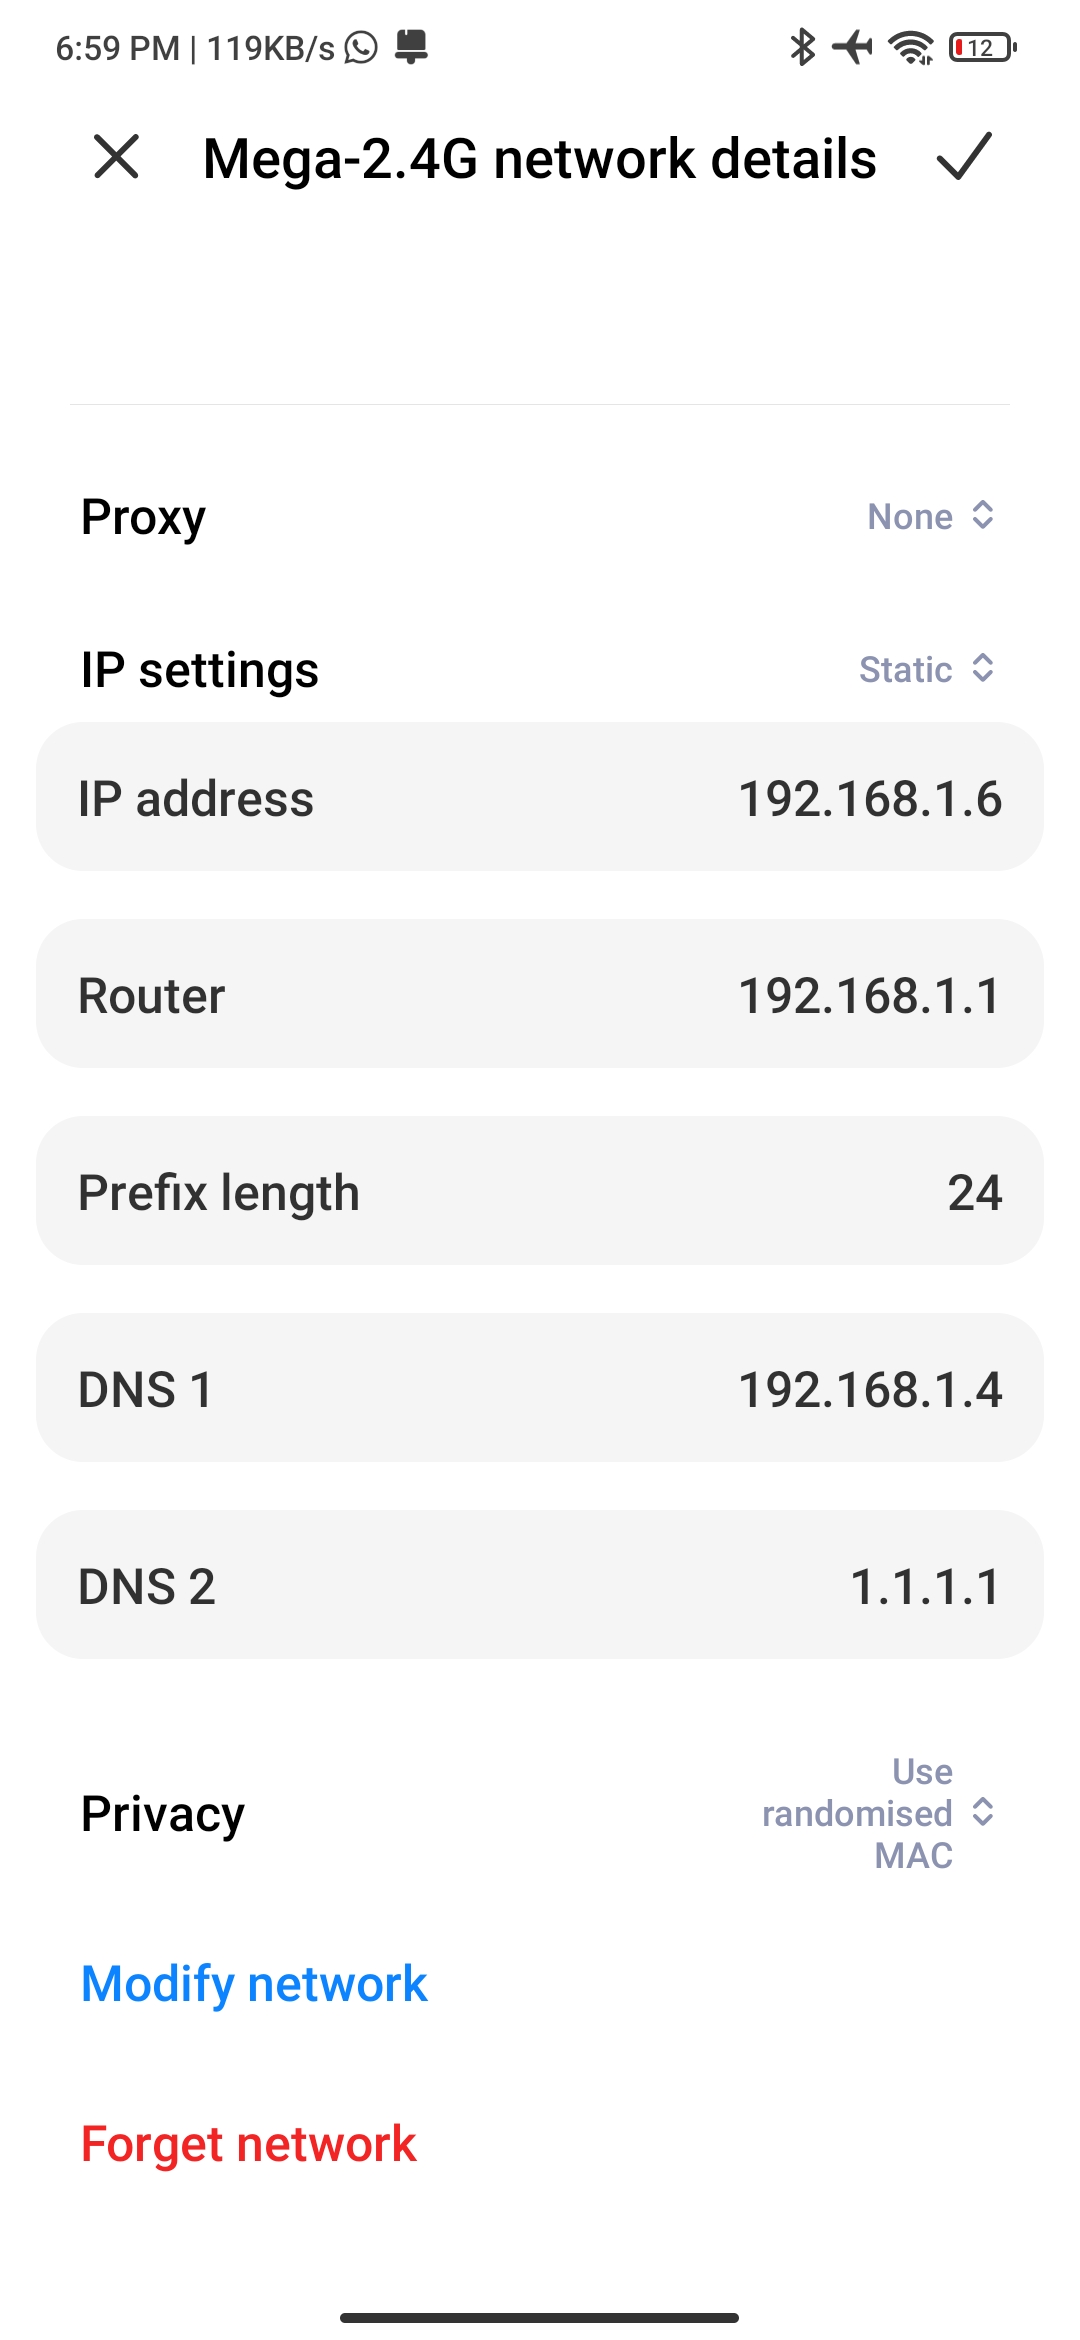 6:59 PM | 119KB/s 12
Mega-2.4G network details
Proxy None
IP settings Static
IP address 192.168.1.6
Router 192.168.1.1
Prefix length 24
DNS 1 192.168.1.4
DNS 2 1.1.1.1
Privacy Use
randomised
MAC
Modify network
Forget network